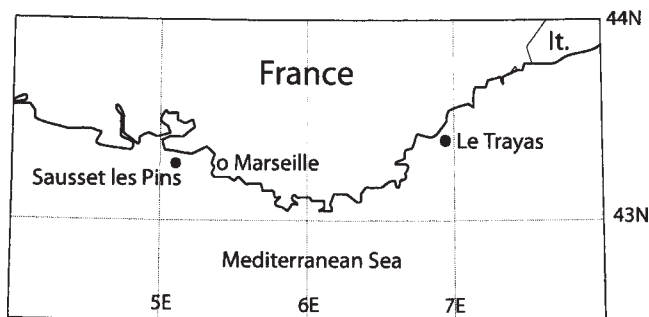 44N
It.
France
Le Trayas
Marseille
Sausset les Pins
43N
Mediterranean Sea
5E
6E
7E